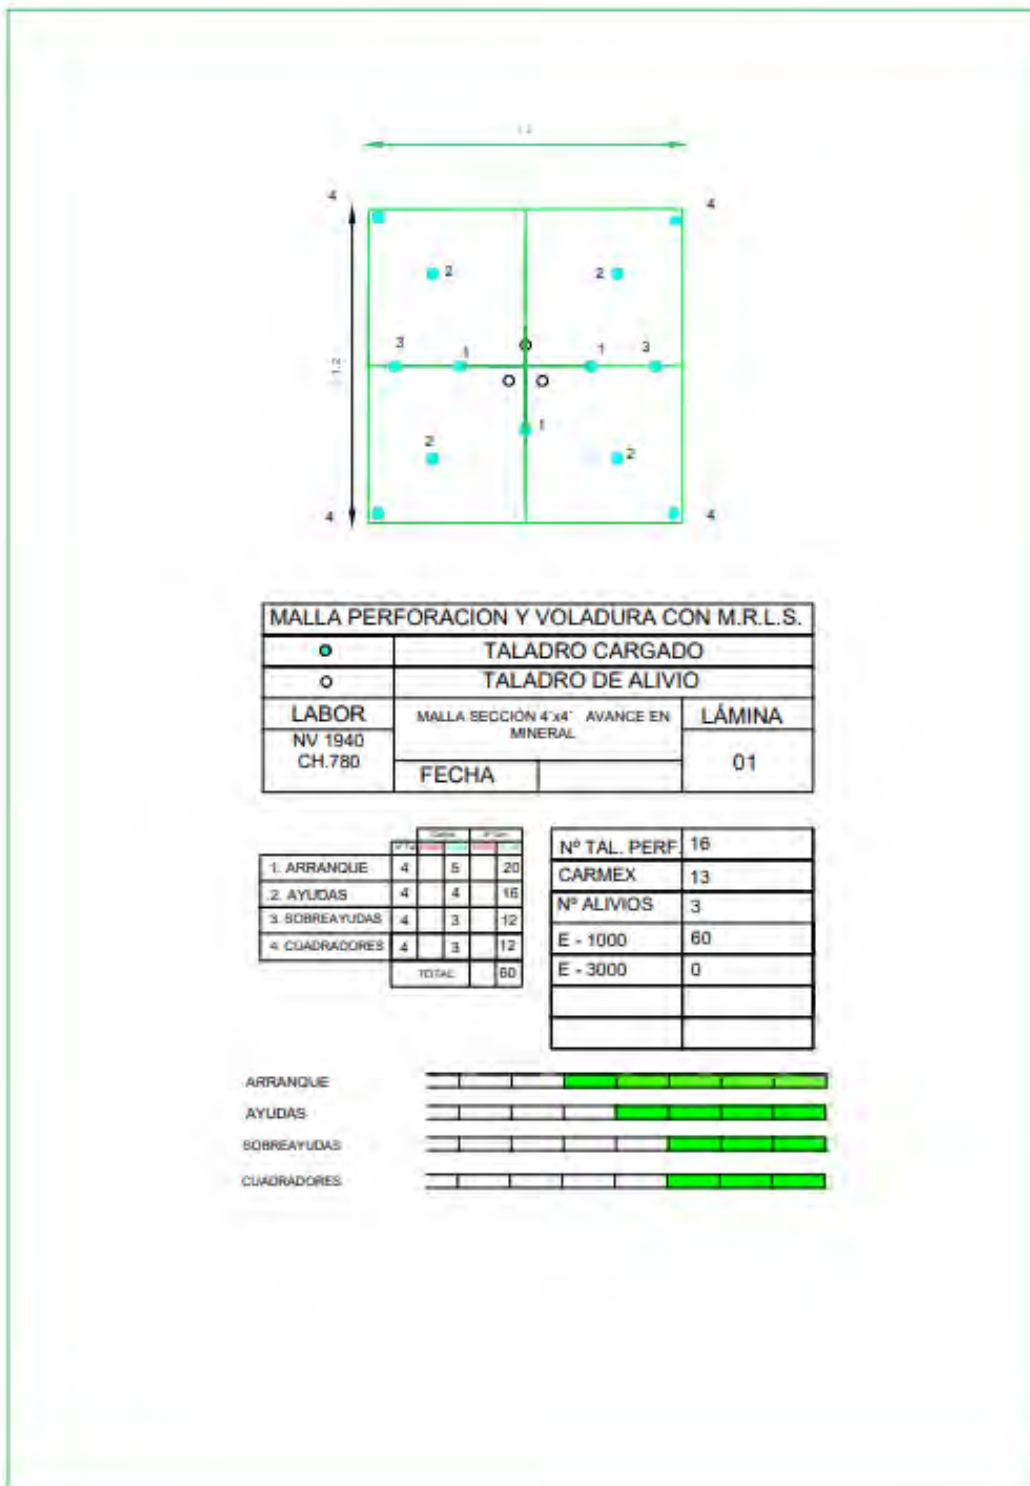 4 4
2 2
3 1 1 3
1.2
1
2 2
4 4
MALLA PERFORACION Y VOLADURA CON M.R.L.S.
TALADRO CARGADO
TALADRO DE ALIVIO
LABOR
NV 1940
CH.780
MALLA SECCIÓN 4'x4' AVANCE EN
MINERAL
FECHA
LÁMINA
01
1. ARRANQUE 4 5 20
2. AYUDAS 4 4 16
3. SOBREAYUDAS 4 3 12
4. CUADRADORES 4 3 12
TOTAL 60
Nº TAL. PERF. 16
CARMEX 13
Nº ALIVIOS 3
E - 1000 60
E - 3000 0
ARRANQUE
AYUDAS
SOBREAYUDAS
CUADRADORES